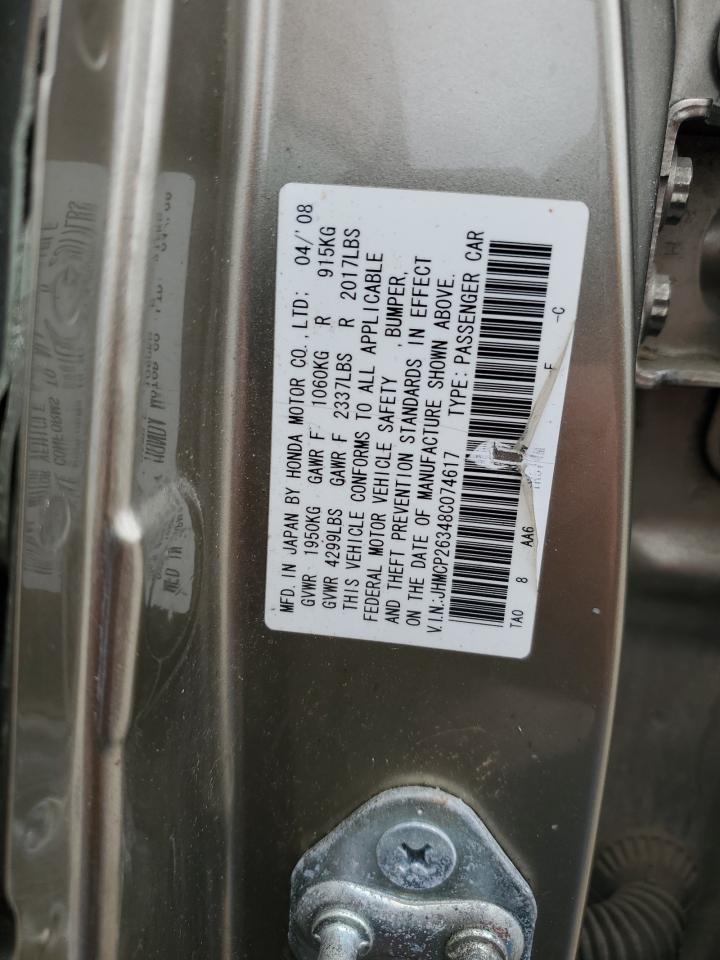 MFD. IN JAPAN BY HONDA MOTOR CO., LTD: 04/'08
GVWR 1950KG GAWR F 1060KG R 915KG
GVWR 4299LBS GAWR F 2337LBS R 2017LBS
THIS VEHICLE CONFORMS TO ALL APPLICABLE
FEDERAL MOTOR VEHICLE SAFETY , BUMPER,
AND THEFT PREVENTION STANDARDS IN EFFECT
ON THE DATE OF MANUFACTURE SHOWN ABOVE.
V.I.N.:JHMCP26348C074617 TYPE: PASSENGER CAR
TA0 8 AA6 F -C